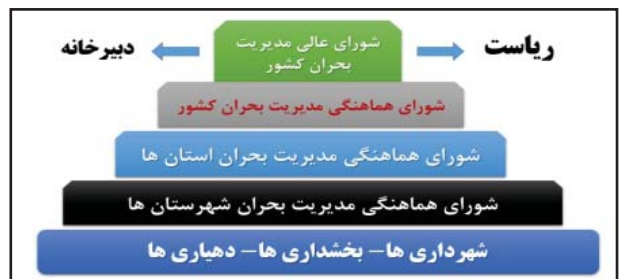 ریاست
شورای عالی مدیریت
بحران کشور
دبیرخانه
شورای هماهنگی مدیریت بحران کشور
شورای هماهنگی مدیریت بحران استان ها
شورای هماهنگی مدیریت بحران شهرستان ها
شهرداری ها– بخشداری ها– دهیاری ها